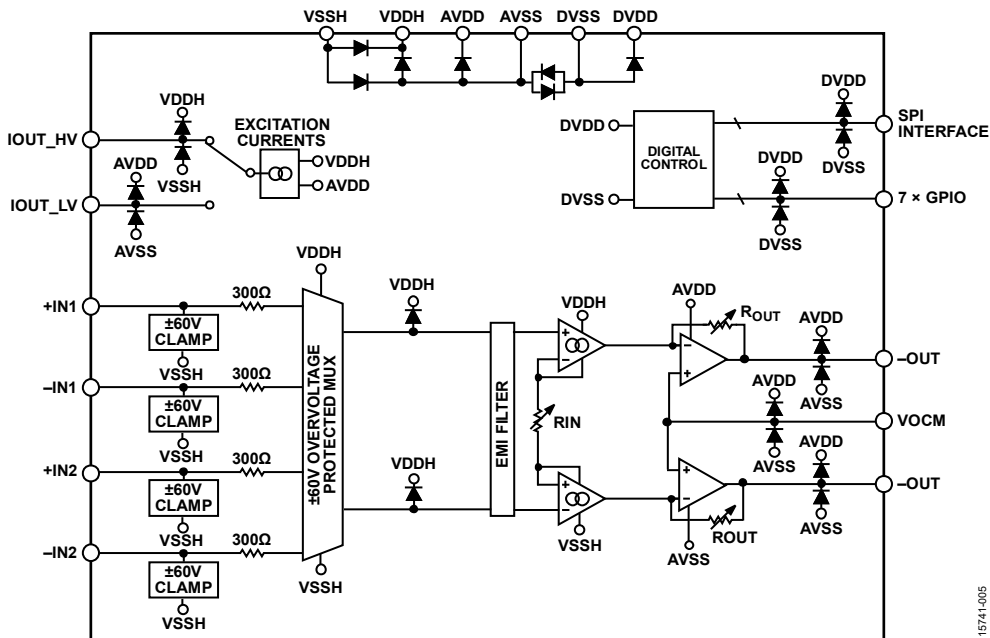 VSSH VDDH AVDD AVSS DVSS DVDD
VDDH
IOUT_HV
VSSH
EXCITATION
CURRENTS
VDDH
AVDD
AVDD
IOUT_LV
AVSS
DVDD
DVSS
DIGITAL
CONTROL
DVDD
SPI
INTERFACE
DVSS
DVDD
7 × GPIO
DVSS
+IN1
300Ω
±60V
CLAMP
VSSH
–IN1
300Ω
±60V
CLAMP
VSSH
+IN2
300Ω
±60V
CLAMP
VSSH
–IN2
300Ω
±60V
CLAMP
VSSH
VDDH
±60V OVERVOLTAGE
PROTECTED MUX
VSSH
VDDH
VDDH
EMI FILTER
VDDH
+
–
RIN
+
–
VSSH
AVDD
ROUT
–
+
AVDD
–OUT
AVSS
AVDD
VOCM
AVSS
+
–
AVSS
ROUT
AVDD
–OUT
AVSS
15741-005